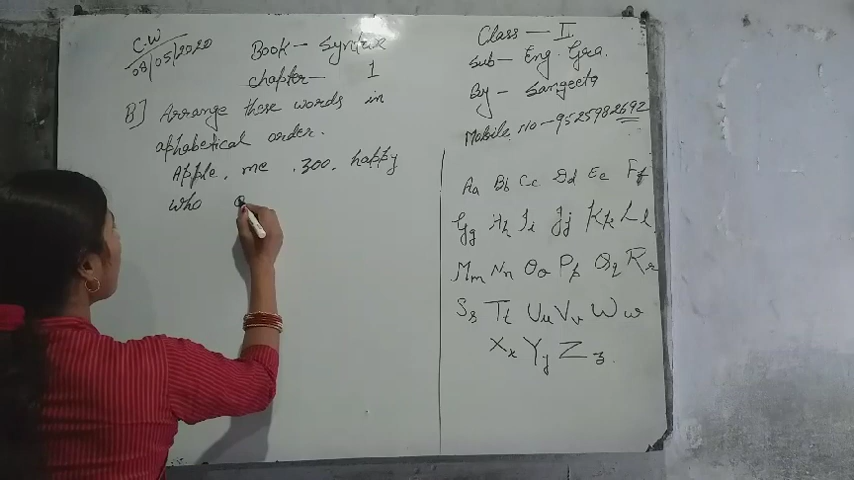 C.W
08/05/2020
Book - Syntax
chapter - 1
B] Arrange these words in
aphabetical order.
Apple, me .300. happy
who
Class - II
Sub - Eng. Gra.
By - Sangeeta
Mobile no - 9525982692
Aa Bb Cc Dd Ee Ff
Gg Hh Ii Jj Kk Ll
Mm Nn Oo Pp Qq Rr
Ss Tt Uu Vv Ww
Xx Yy Zz